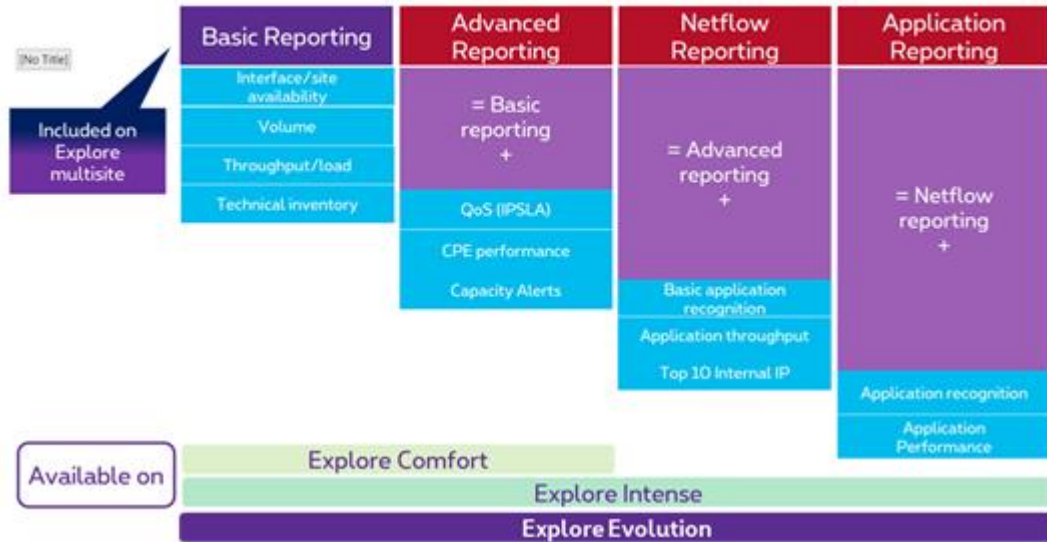 [No Title]
Included on
Explore
multisite
Basic Reporting
Interface/site
availability
Volume
Throughput/load
Technical inventory
Advanced
Reporting
= Basic
reporting
+
QoS (IPSLA)
CPE performance
Capacity Alerts
Netflow
Reporting
= Advanced
reporting
+
Basic application
recognition
Application throughput
Top 10 Internal IP
Application
Reporting
= Netflow
reporting
+
Application recognition
Application
Performance
Available on
Explore Comfort
Explore Intense
Explore Evolution